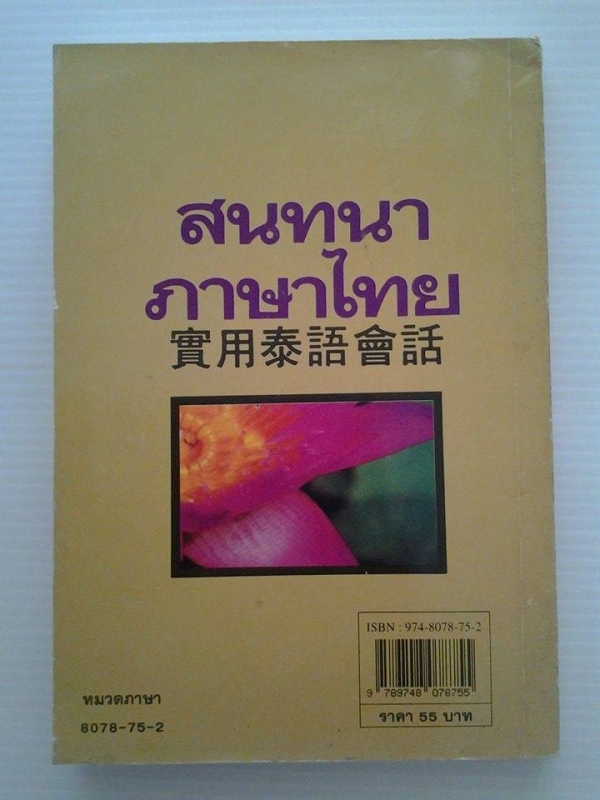 สนทนา
ภาษาไทย
實用泰語會話
ISBN : 974-8078-75-2
9 789748 078755
ราคา 55 บาท
หมวดภาษา
8078-75-2